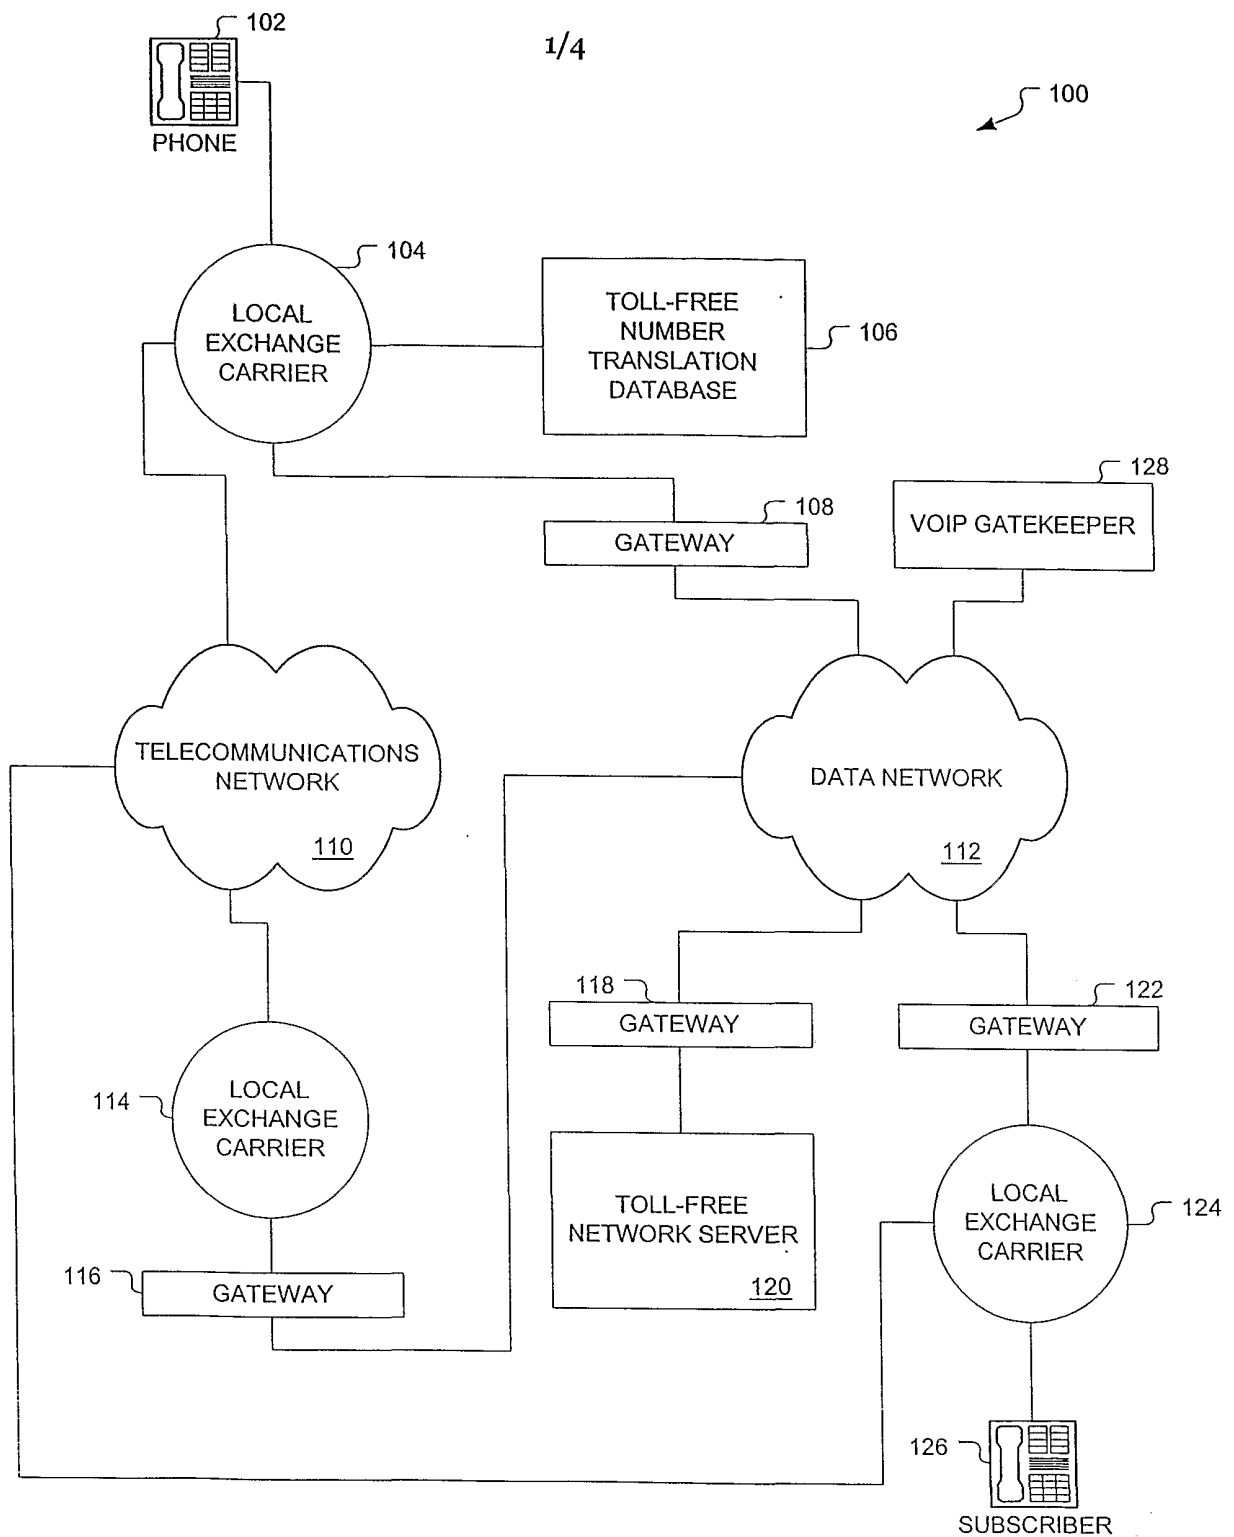 102
1/4
100
PHONE
104
LOCAL
EXCHANGE
CARRIER
TOLL-FREE
NUMBER
TRANSLATION
DATABASE
106
128
VOIP GATEKEEPER
108
GATEWAY
TELECOMMUNICATIONS
NETWORK
110
DATA NETWORK
112
118
GATEWAY
122
GATEWAY
114
LOCAL
EXCHANGE
CARRIER
TOLL-FREE
NETWORK SERVER
120
LOCAL
EXCHANGE
CARRIER
124
116
GATEWAY
126
SUBSCRIBER